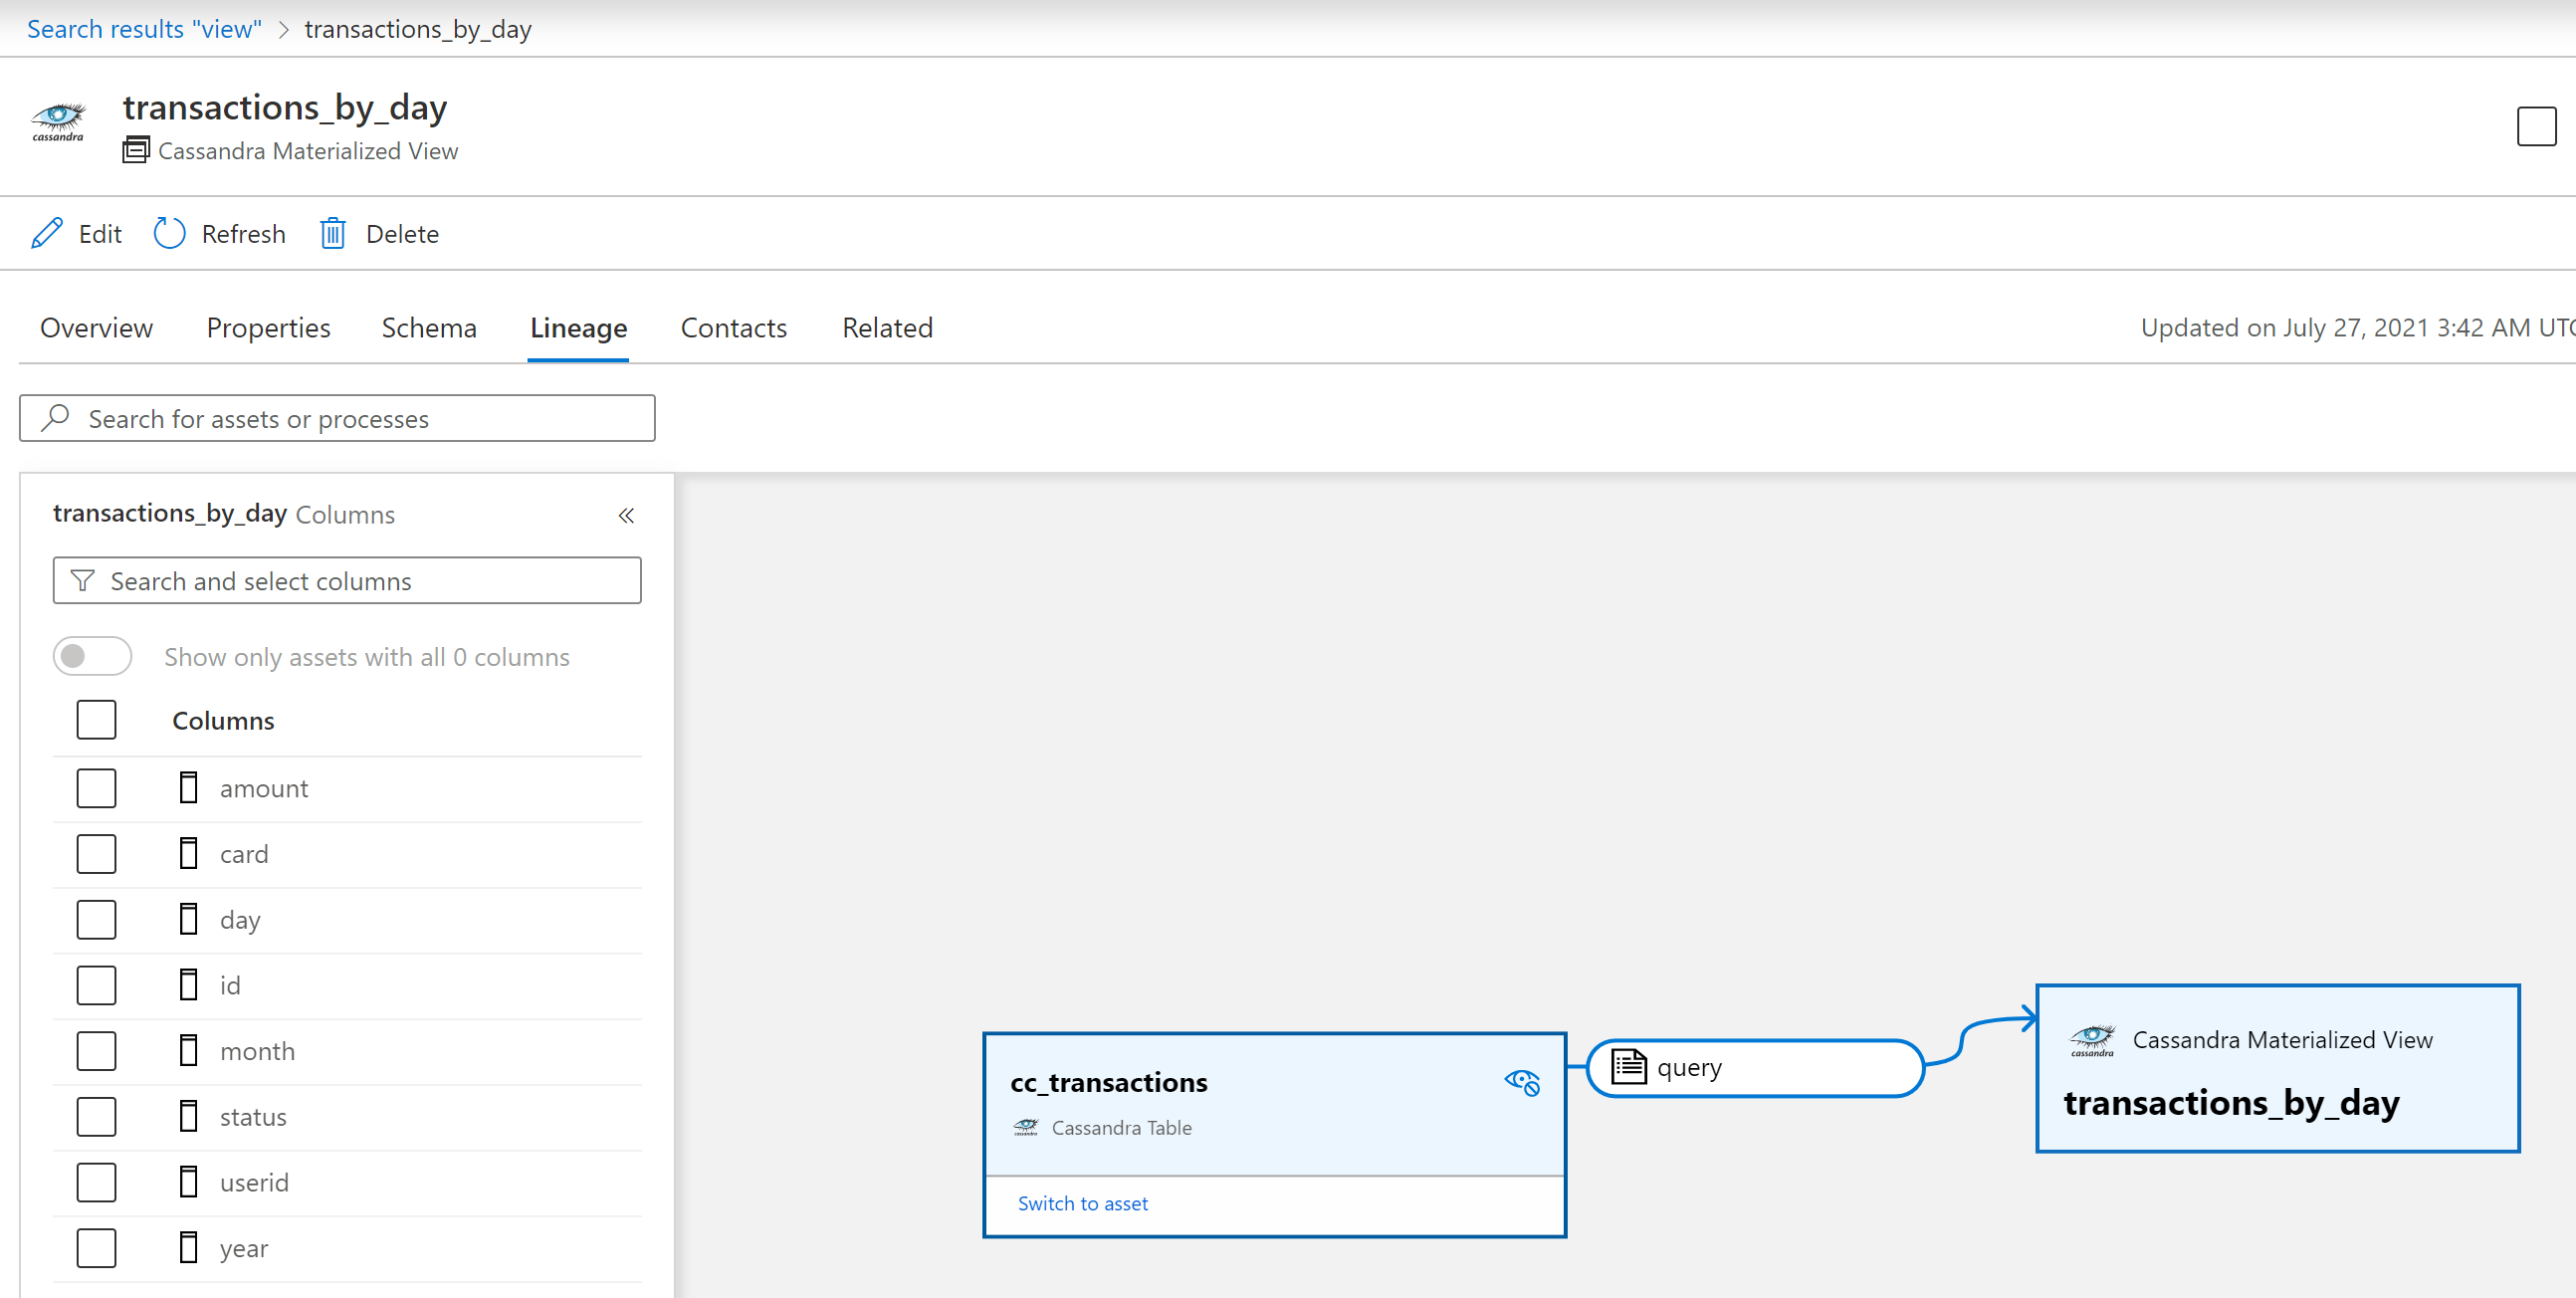 Search results "view" > transactions_by_day
transactions_by_day
cassandra
Cassandra Materialized View
Edit Refresh Delete
Overview Properties Schema Lineage Contacts Related Updated on July 27, 2021 3:42 AM UTC
Search for assets or processes
transactions_by_day Columns
Search and select columns
Show only assets with all 0 columns
Columns
amount
card
day
id
month
status
userid
year
cc_transactions
cassandra Cassandra Table
Switch to asset
query
cassandra Cassandra Materialized View
transactions_by_day